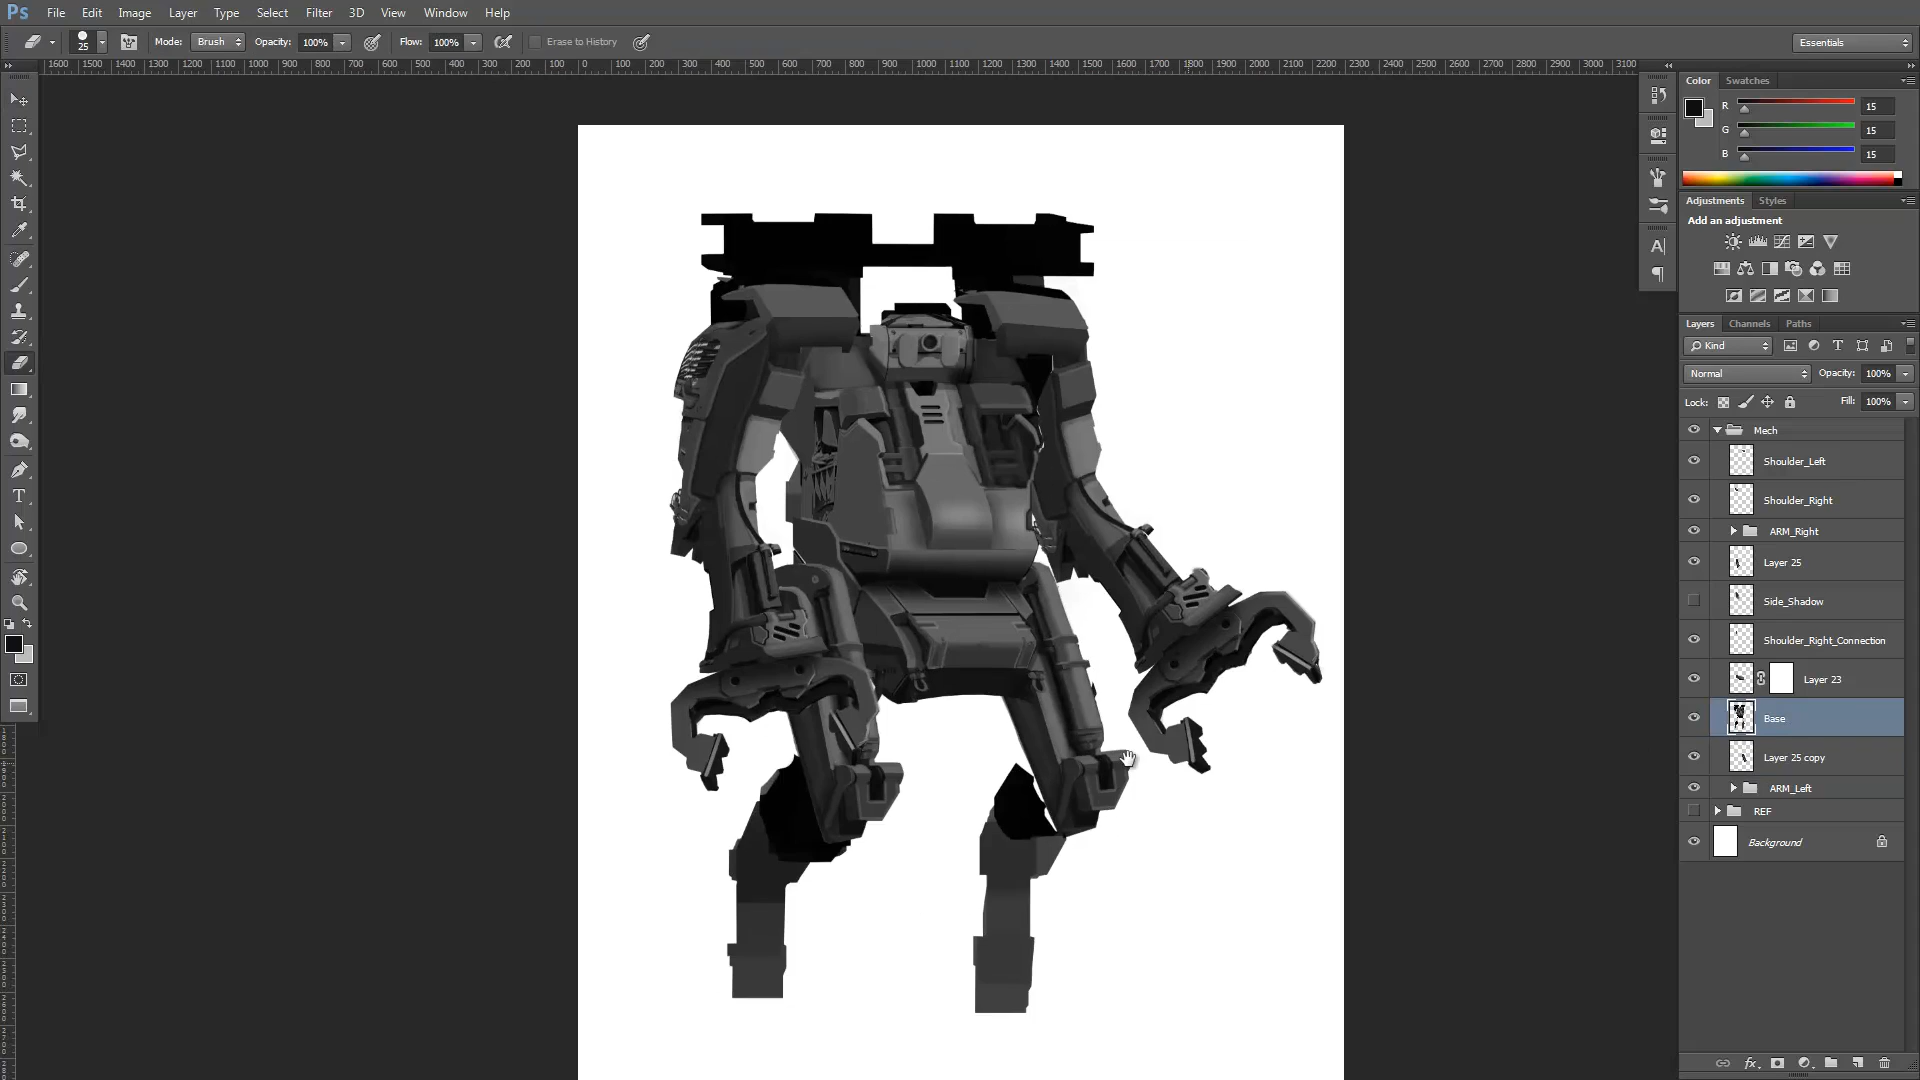 Ps File Edit Image Layer Type Select Filter 3D View Window Help
25 Mode: Brush Opacity: 100% Flow: 100% Erase to History Essentials
1600 1500 1400 1300 1200 1100 1000 900 800 700 600 500 400 300 200 100 0 100 200 300 400 500 600 700 800 900 1000 1100 1200 1300 1400 1500 1600 1700 1800 1900 2000 2100 2200 2300 2400 2500 2600 2700 2800 2900 3000 3100
Color Swatches
R 15
G 15
B 15
Adjustments Styles
Add an adjustment
Layers Channels Paths
Kind
Normal Opacity: 100%
Lock: Fill: 100%
Mech
Shoulder_Left
Shoulder_Right
ARM_Right
Layer 25
Side_Shadow
Shoulder_Right_Connection
Layer 23
Base
Layer 25 copy
ARM_Left
REF
Background